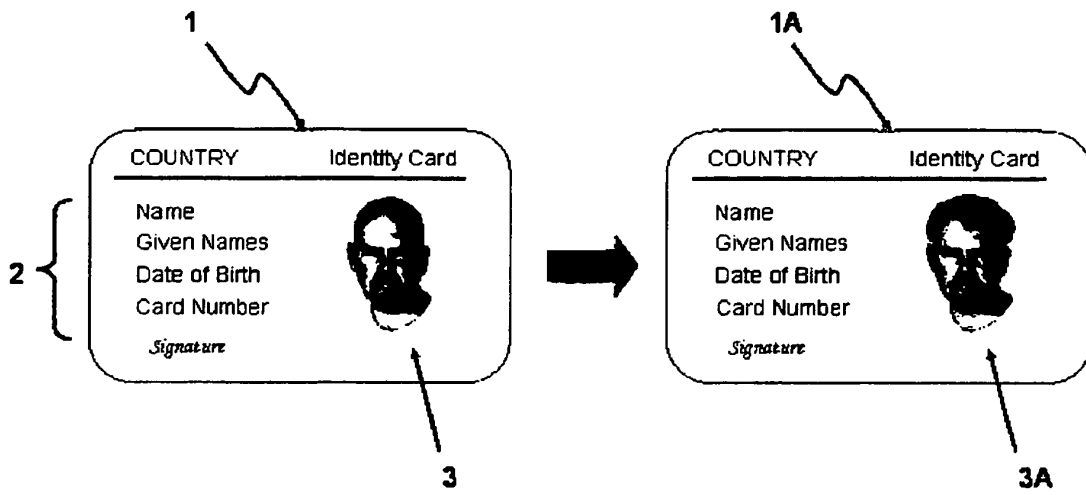 1 1A
COUNTRY Identity Card COUNTRY Identity Card
Name Name
Given Names Given Names
2 Date of Birth Date of Birth
Card Number Card Number
Signature Signature
3 3A